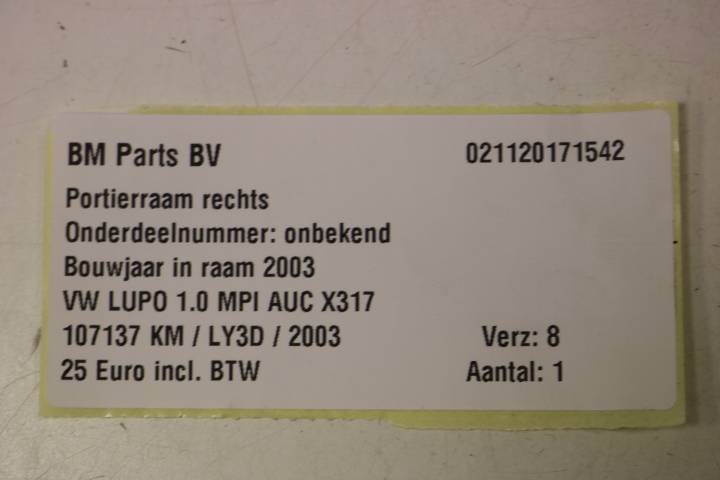 BM Parts BV 021120171542
Portierraam rechts
Onderdeelnummer: onbekend
Bouwjaar in raam 2003
VW LUPO 1.0 MPI AUC X317
107137 KM / LY3D / 2003 Verz: 8
25 Euro incl. BTW Aantal: 1